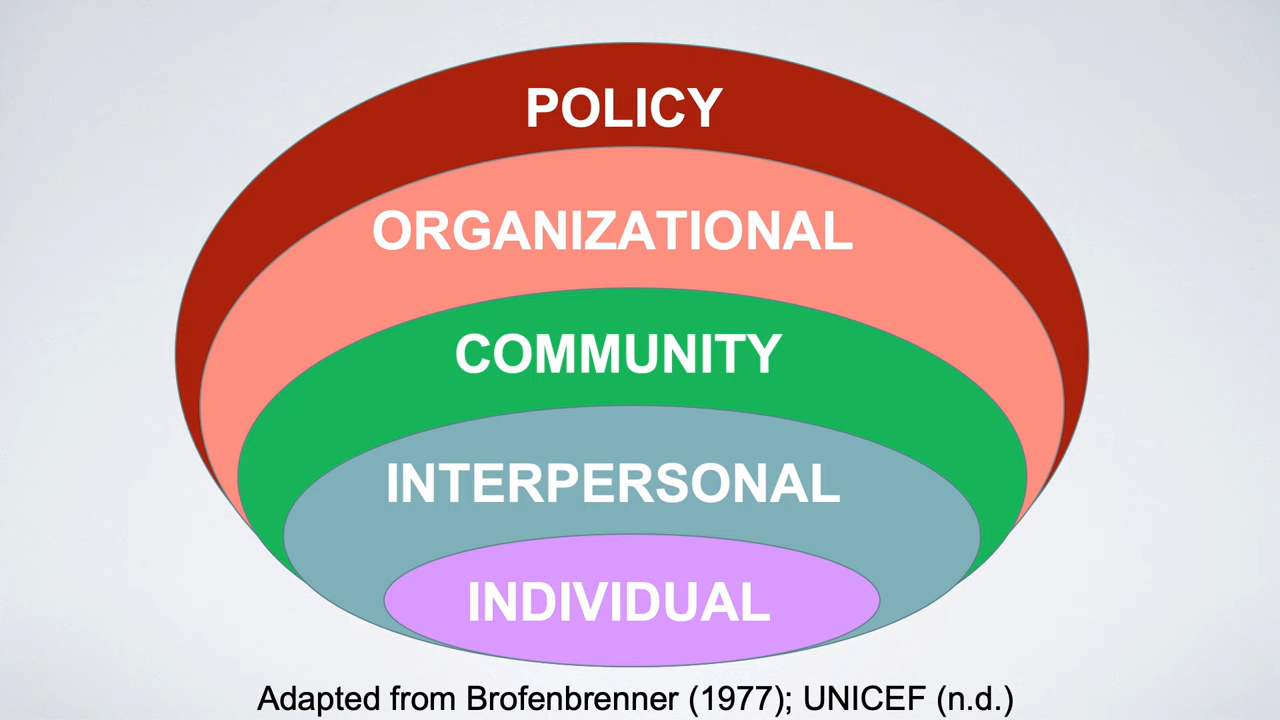 POLICY
ORGANIZATIONAL
COMMUNITY
INTERPERSONAL
INDIVIDUAL
Adapted from Brofenbrenner (1977); UNICEF (n.d.)